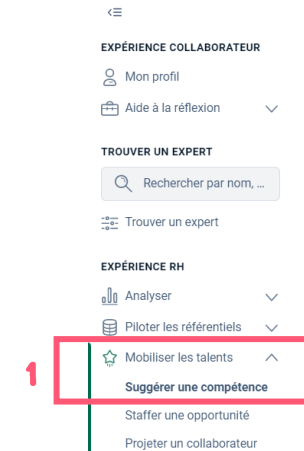 EXPÉRIENCE COLLABORATEUR
Mon profil
Aide à la réflexion
TROUVER UN EXPERT
Rechercher par nom, ...
Trouver un expert
EXPÉRIENCE RH
Analyser
Piloter les référentiels
Mobiliser les talents
1
Suggérer une compétence
Staffer une opportunité
Projeter un collaborateur